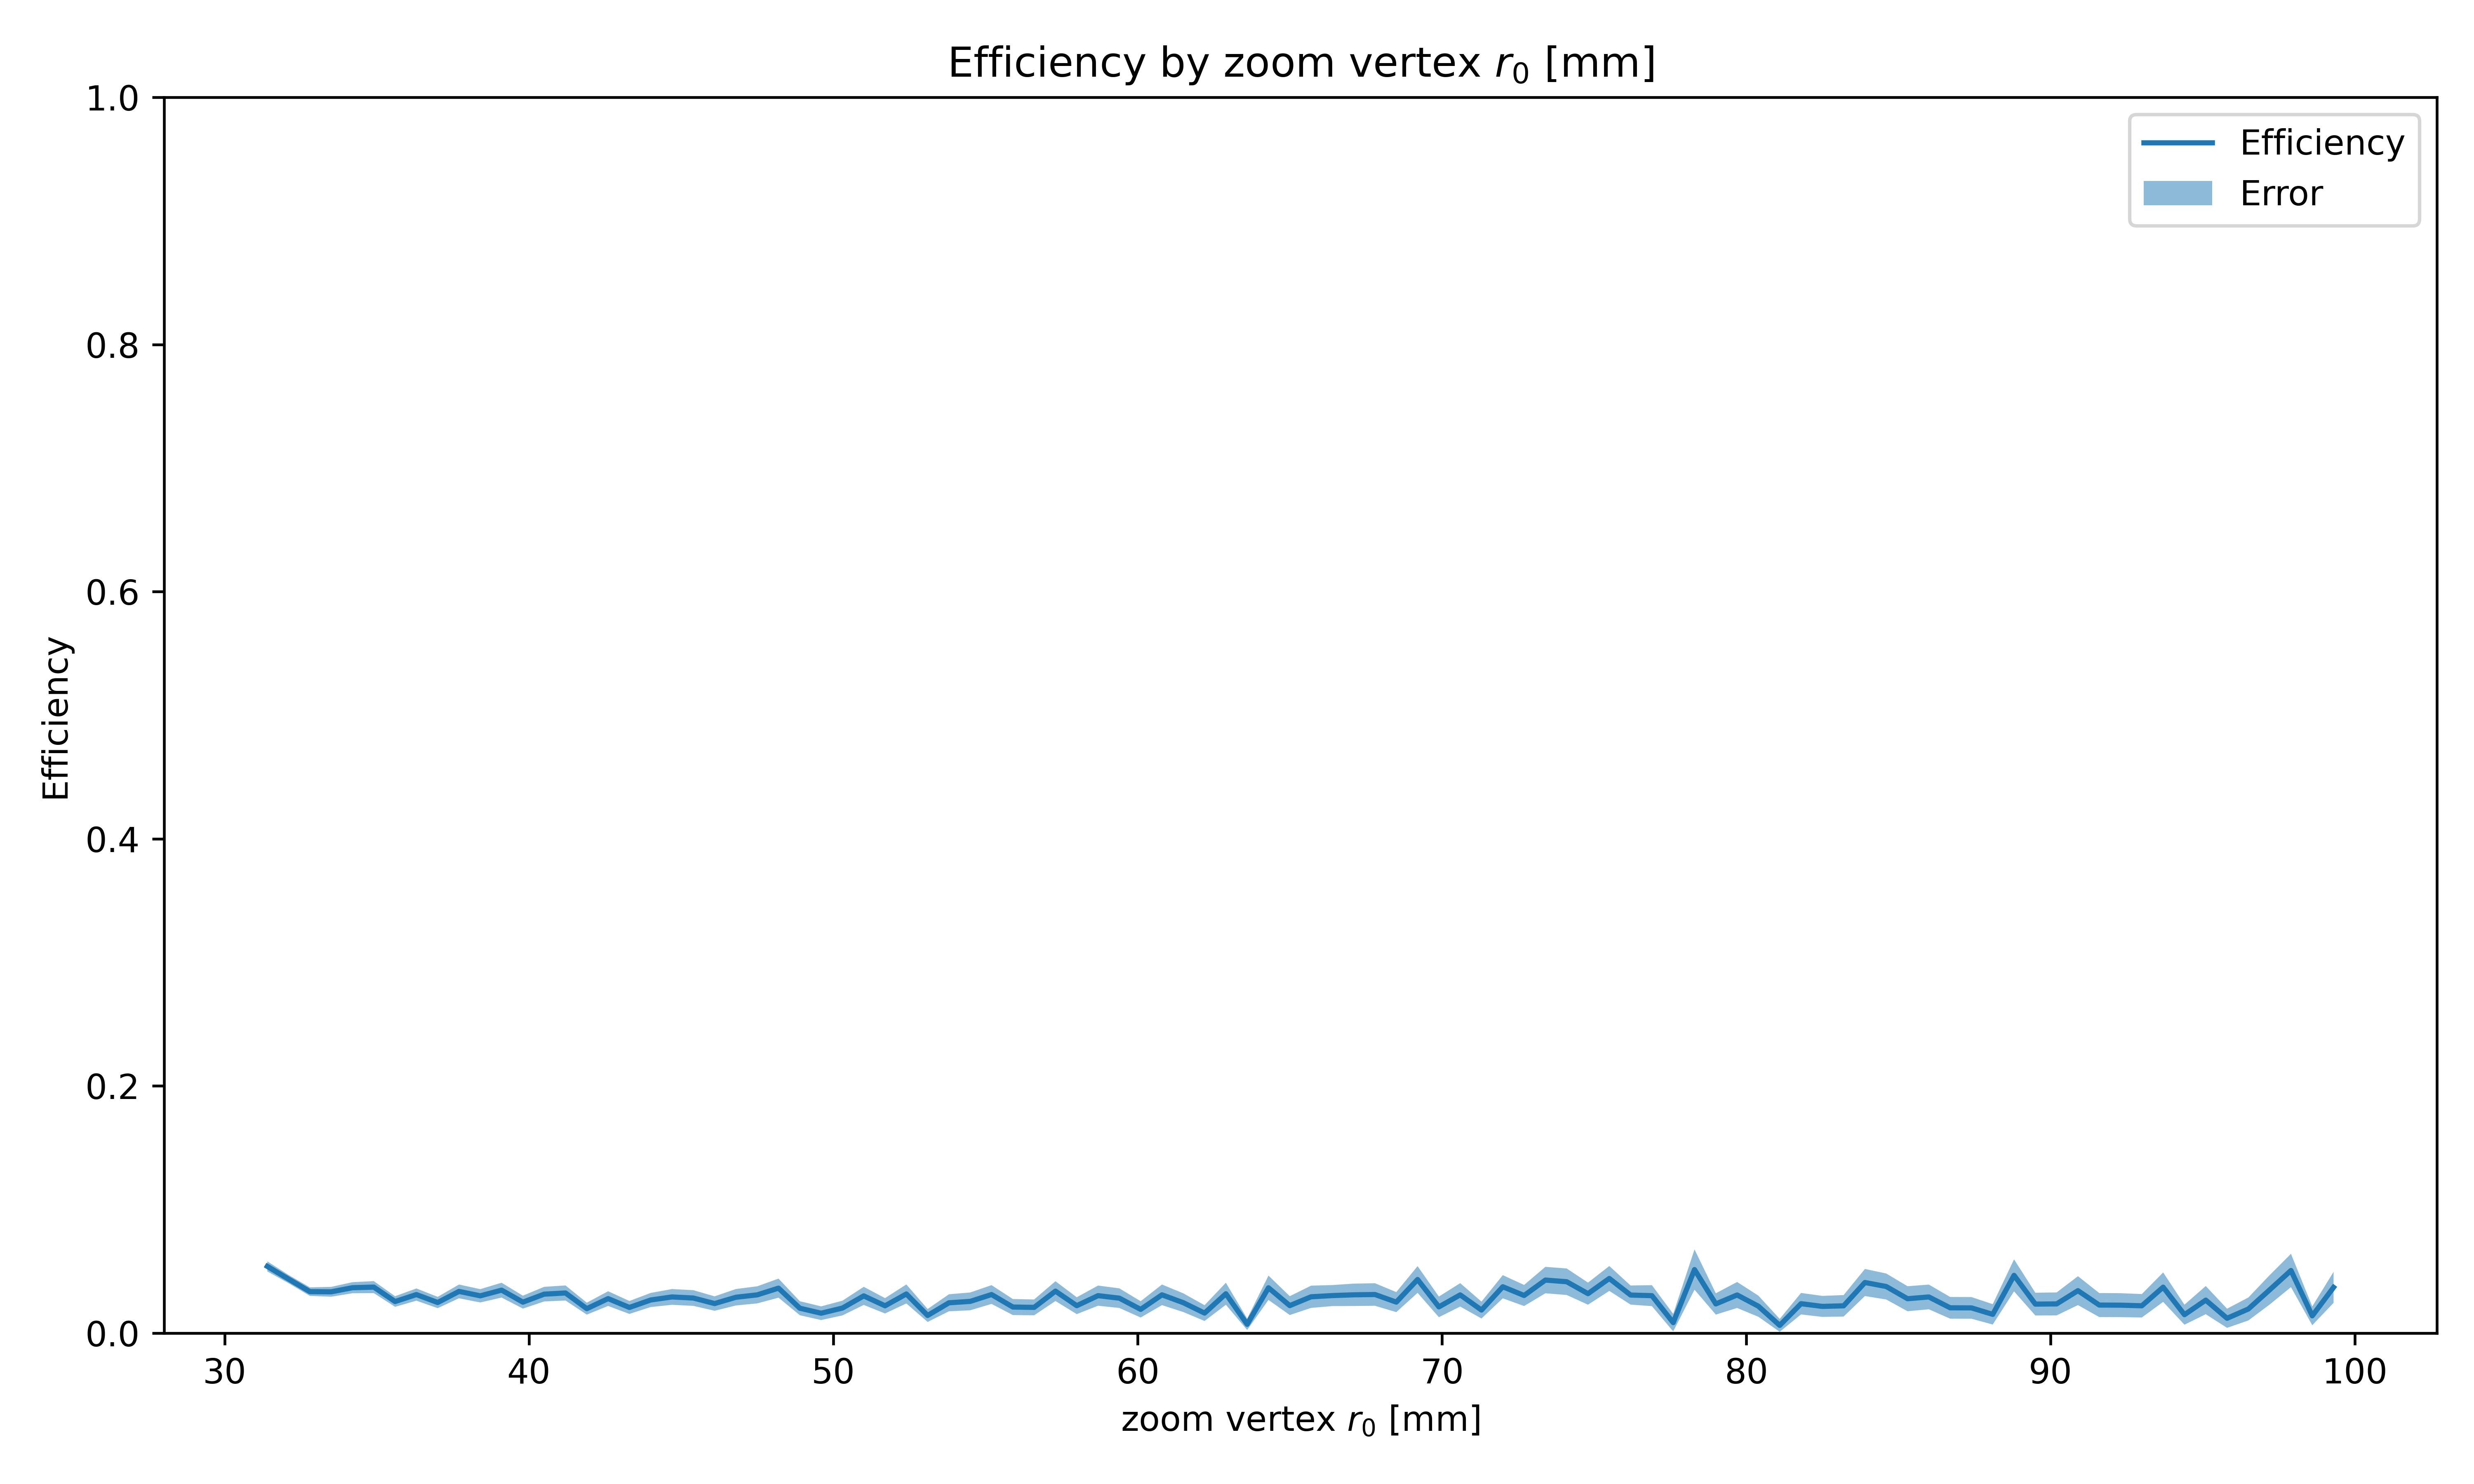 Efficiency by zoom vertex r₀ [mm]
1.0
0.8
0.6
0.4
0.2
0.0
Efficiency
Efficiency
Error
30 40 50 60 70 80 90 100
zoom vertex r₀ [mm]